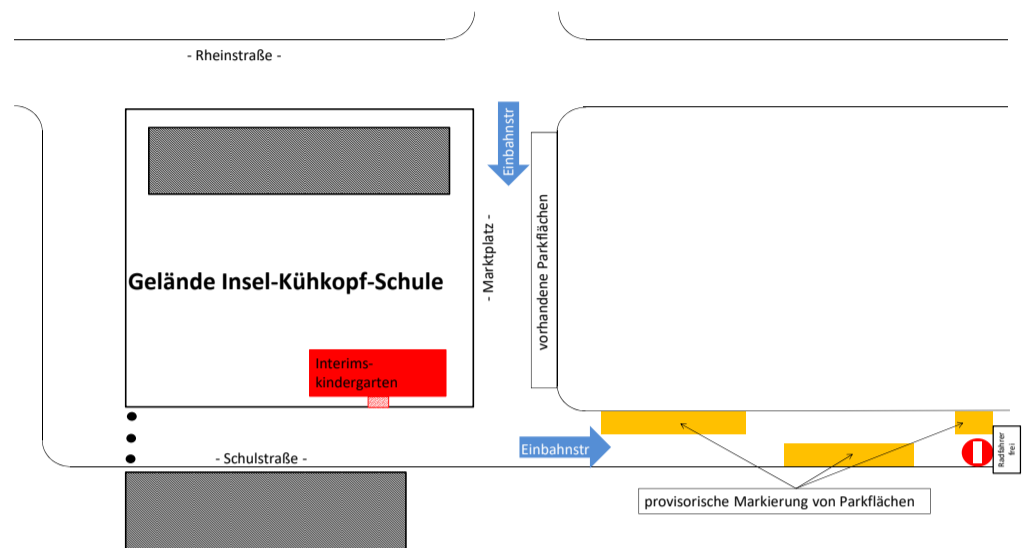 - Rheinstraße -
Einbahnstr
vorhandene Parkflächen
- Marktplatz -
Gelände Insel-Kühkopf-Schule
Interims-
kindergarten
Einbahnstr
- Schulstraße -
Radfahrer
frei
provisorische Markierung von Parkflächen